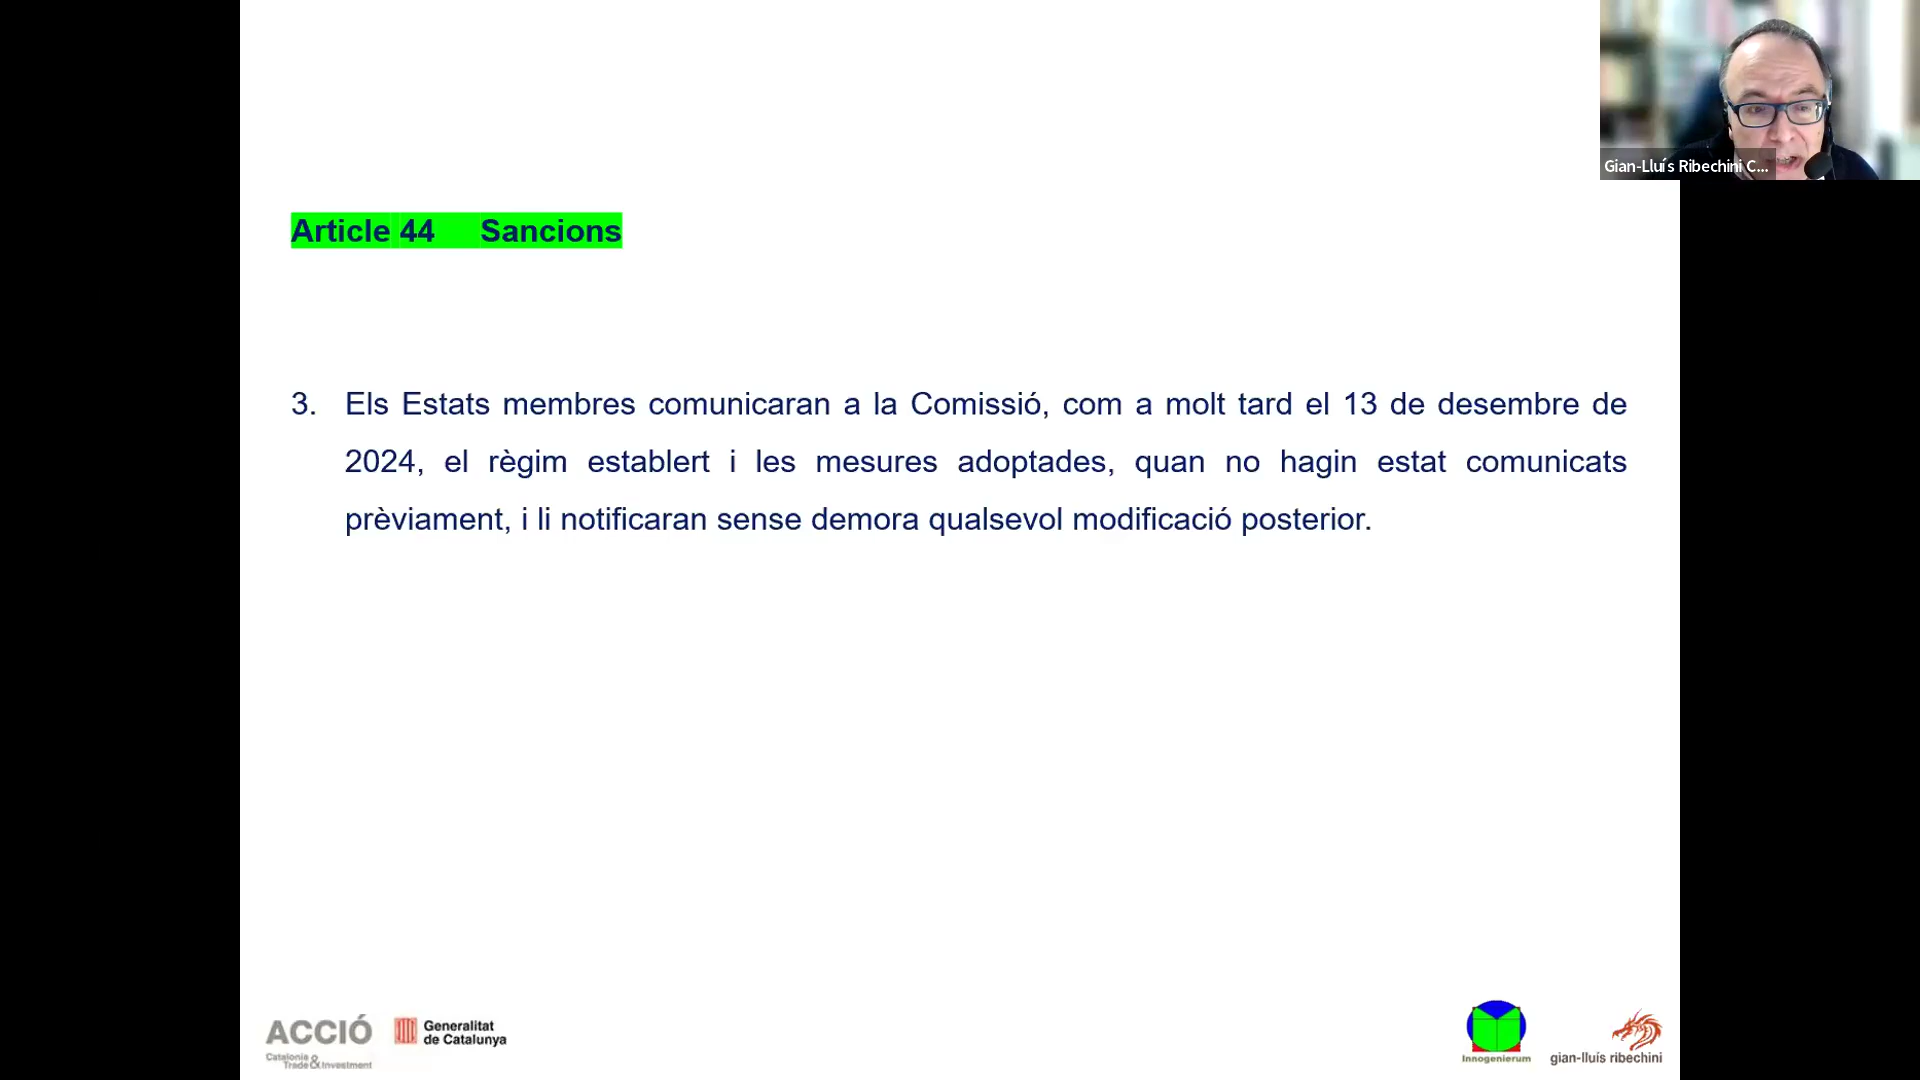 Gian-Lluís Ribechini C...
Article 44 Sancions
3. Els Estats membres comunicaran a la Comissió, com a molt tard el 13 de desembre de
2024, el règim establert i les mesures adoptades, quan no hagin estat comunicats
prèviament, i li notificaran sense demora qualsevol modificació posterior.
ACCIÓ
Catalonia
Trade & Investment
Generalitat
de Catalunya
Innogenierum
gian-lluís ribechini